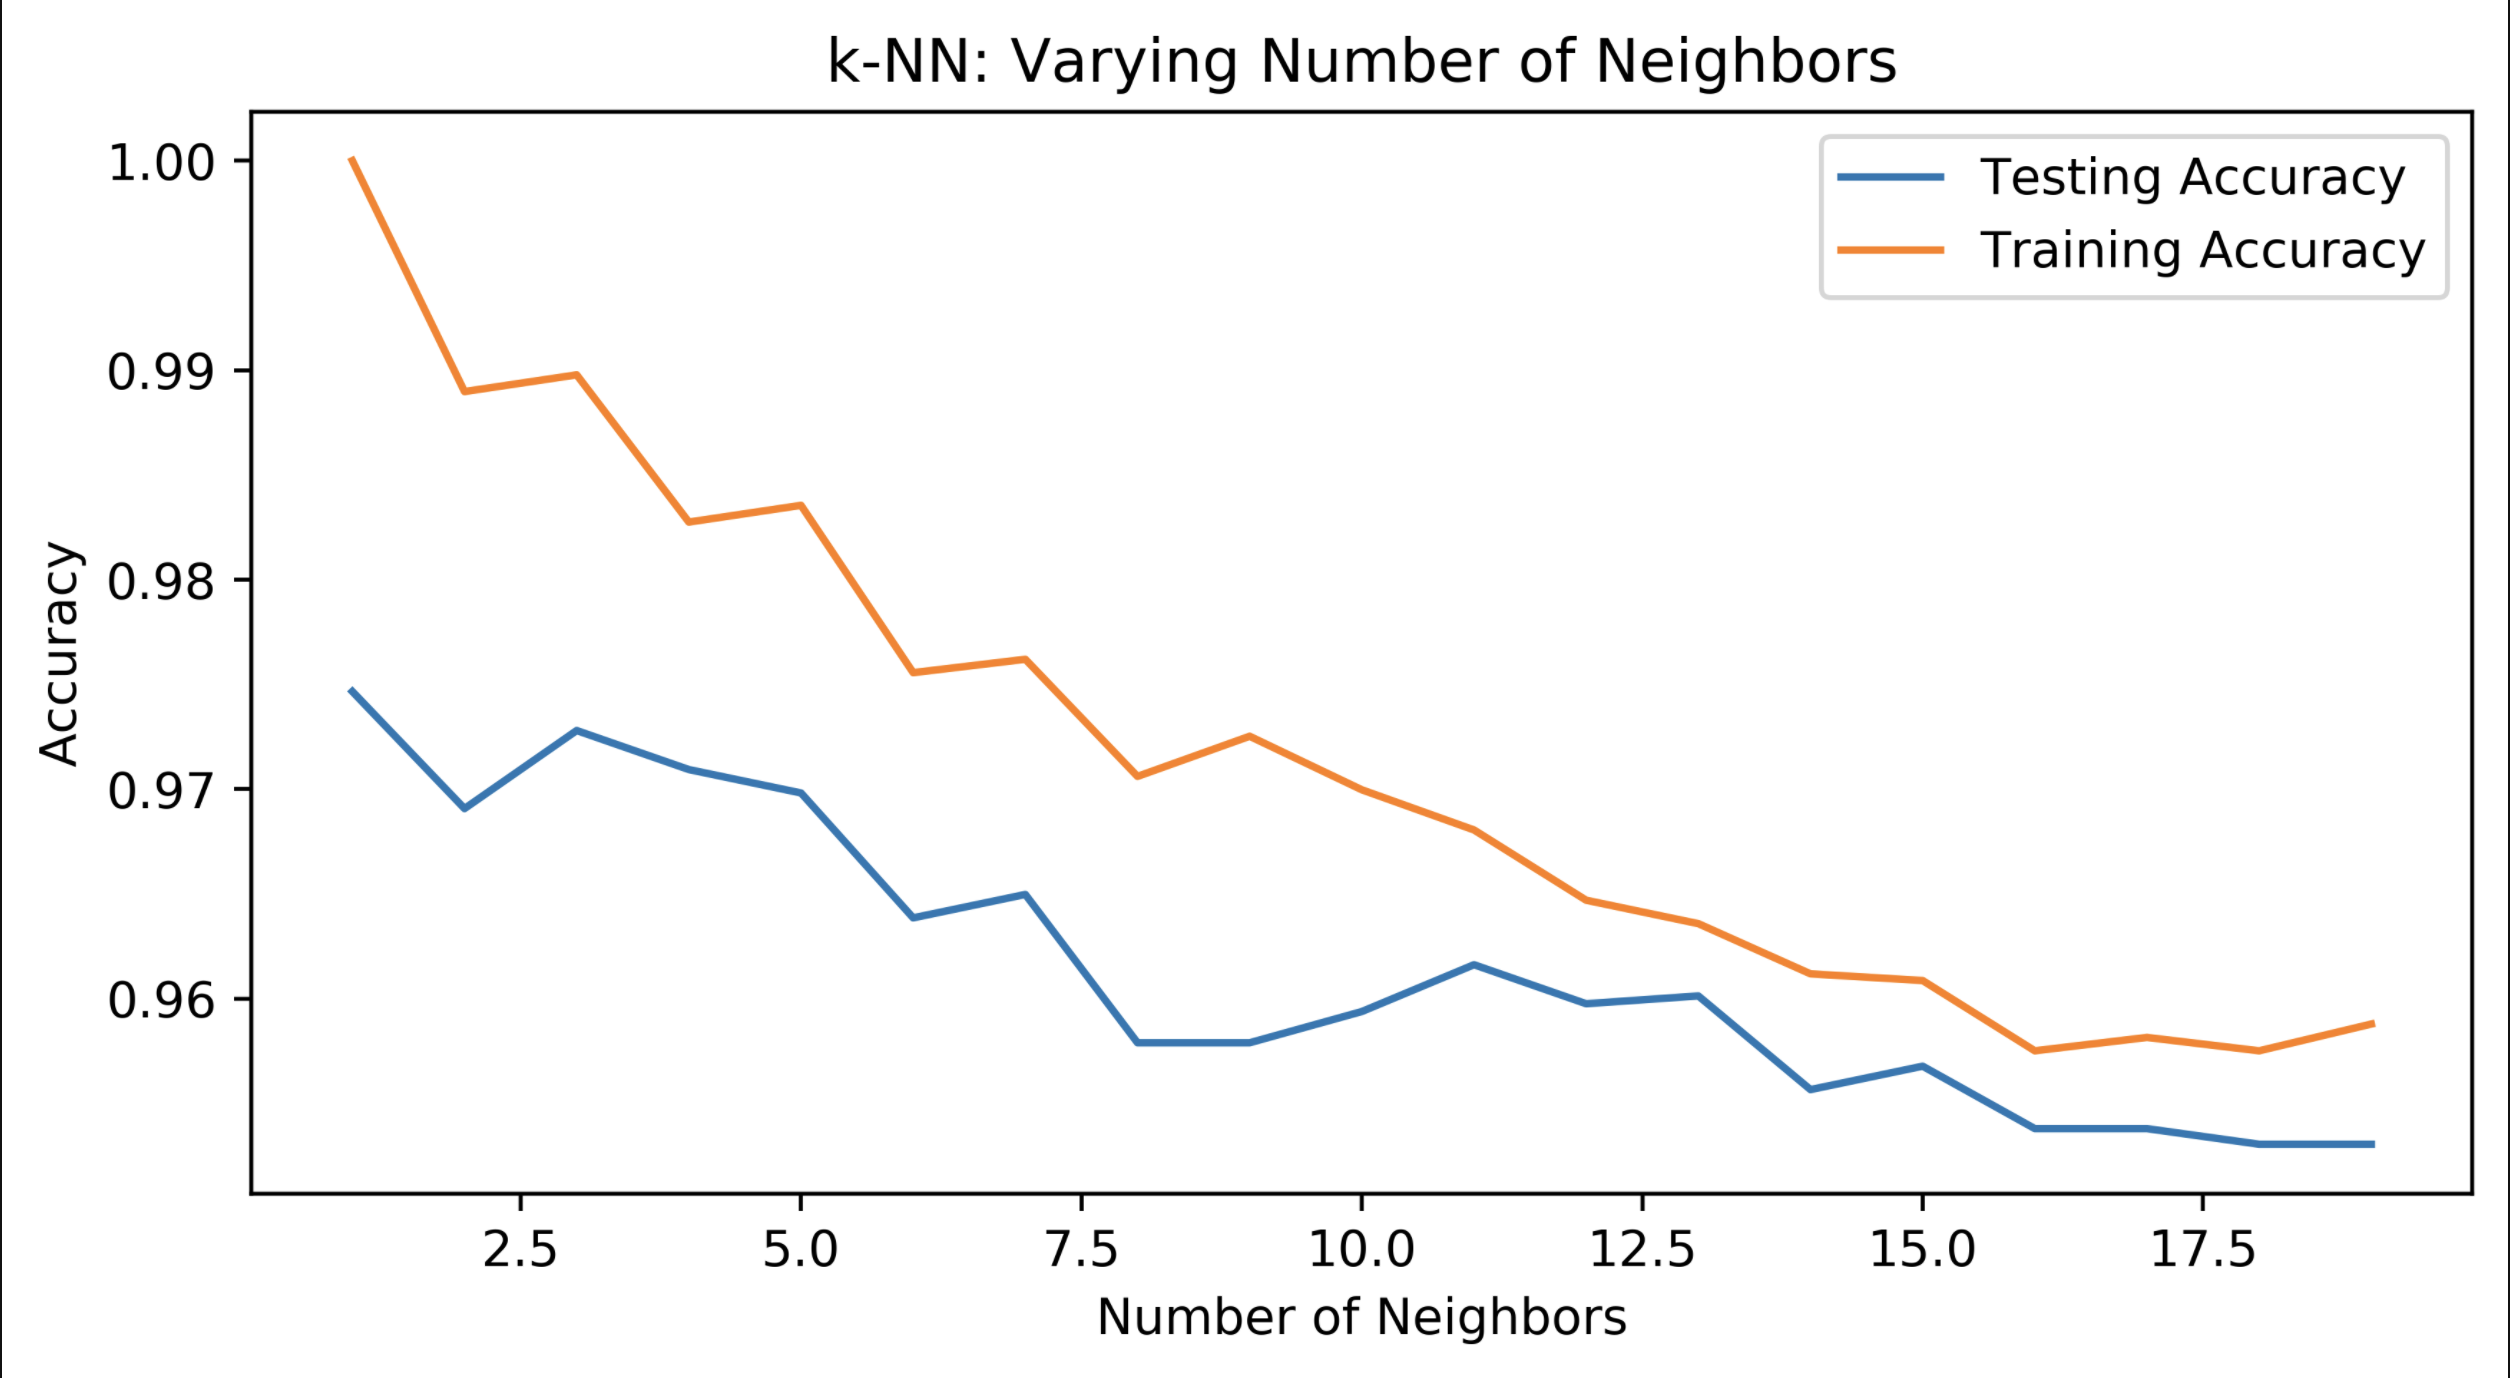 k-NN: Varying Number of Neighbors
Testing Accuracy
Training Accuracy
Accuracy
1.00
0.99
0.98
0.97
0.96
2.5 5.0 7.5 10.0 12.5 15.0 17.5
Number of Neighbors